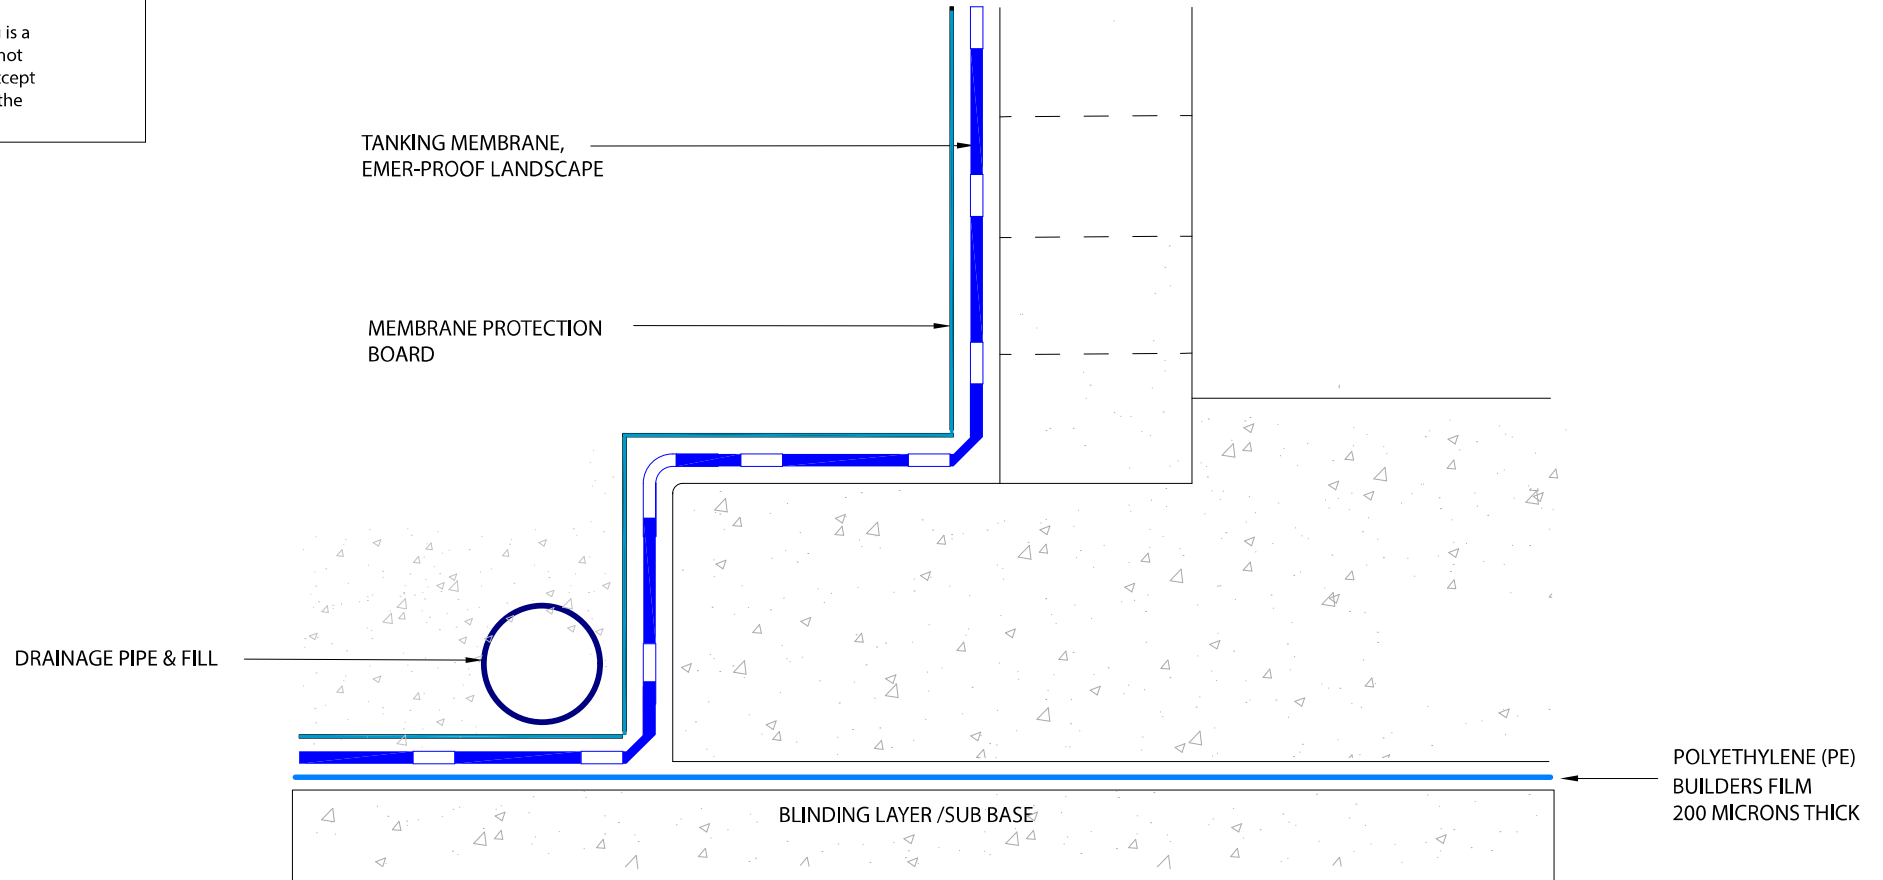 is a
not
cept
the
TANKING MEMBRANE,
EMER-PROOF LANDSCAPE
MEMBRANE PROTECTION
BOARD
DRAINAGE PIPE & FILL
POLYETHYLENE (PE)
BUILDERS FILM
200 MICRONS THICK
BLINDING LAYER /SUB BASE